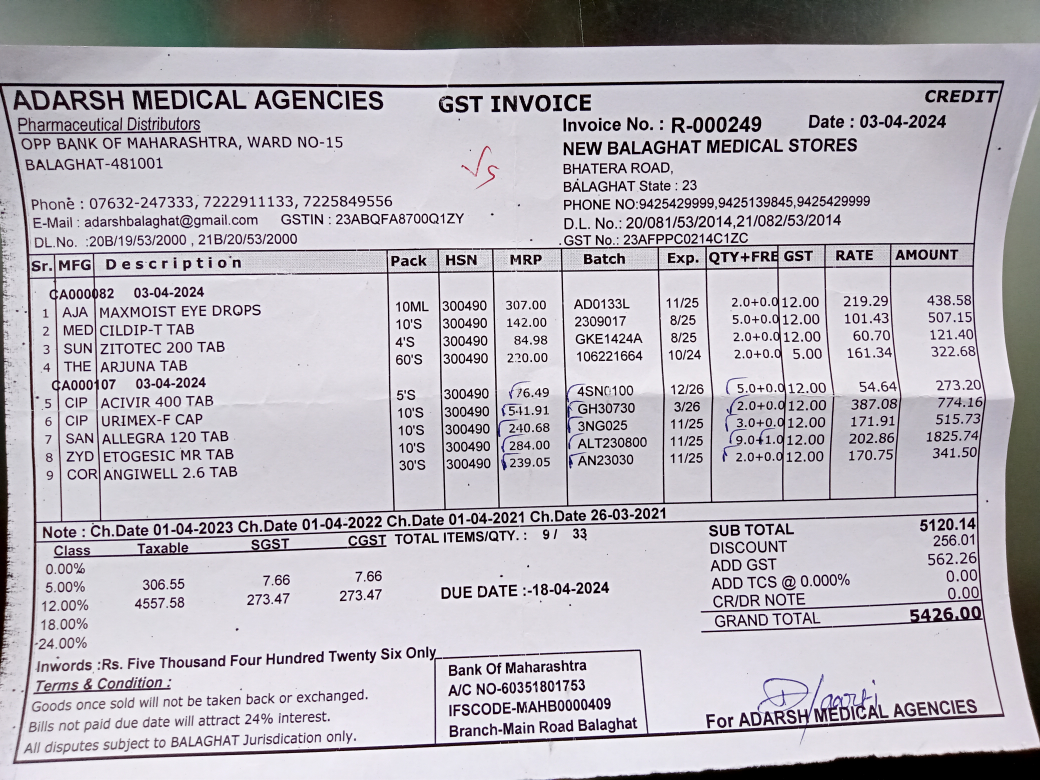 ADARSH MEDICAL AGENCIES GST INVOICE CREDIT
Pharmaceutical Distributors
OPP BANK OF MAHARASHTRA, WARD NO-15
BALAGHAT-481001
Phone : 07632-247333, 7222911133, 7225849556
E-Mail : adarshbalaghat@gmail.com GSTIN : 23ABQFA8700Q1ZY
DL.No. :20B/19/53/2000 , 21B/20/53/2000
Invoice No. : R-000249 Date : 03-04-2024
NEW BALAGHAT MEDICAL STORES
BHATERA ROAD,
BALAGHAT State : 23
PHONE NO:9425429999,9425139845,9425429999
D.L. No.: 20/081/53/2014,21/082/53/2014
GST No.: 23AFPPC0214C1ZC
Sr. MFG Description Pack HSN MRP Batch Exp. QTY+FRE GST RATE AMOUNT
CA000082 03-04-2024
1 AJA MAXMOIST EYE DROPS 10ML 300490 307.00 AD0133L 11/25 2.0+0.0 12.00 219.29 438.58
2 MED CILDIP-T TAB 10'S 300490 142.00 2309017 8/25 5.0+0.0 12.00 101.43 507.15
3 SUN ZITOTEC 200 TAB 4'S 300490 84.98 GKE1424A 8/25 2.0+0.0 12.00 60.70 121.40
4 THE ARJUNA TAB 60'S 300490 220.00 106221664 10/24 2.0+0.0 5.00 161.34 322.68
CA000107 03-04-2024
5 CIP ACIVIR 400 TAB 5'S 300490 76.49 4SN0100 12/26 5.0+0.0 12.00 54.64 273.20
6 CIP URIMEX-F CAP 10'S 300490 541.91 GH30730 3/26 2.0+0.0 12.00 387.08 774.16
7 SAN ALLEGRA 120 TAB 10'S 300490 240.68 3NG025 11/25 3.0+0.0 12.00 171.91 515.73
8 ZYD ETOGESIC MR TAB 10'S 300490 284.00 ALT230800 11/25 9.0+1.0 12.00 202.86 1825.74
9 COR ANGIWELL 2.6 TAB 30'S 300490 239.05 AN23030 11/25 2.0+0.0 12.00 170.75 341.50
Note : Ch.Date 01-04-2023 Ch.Date 01-04-2022 Ch.Date 01-04-2021 Ch.Date 26-03-2021
Class Taxable SGST CGST TOTAL ITEMS/QTY. : 9 / 33
0.00%
5.00% 306.55 7.66 7.66
12.00% 4557.58 273.47 273.47
18.00%
24.00%
DUE DATE :-18-04-2024
SUB TOTAL 5120.14
DISCOUNT 256.01
ADD GST 562.26
ADD TCS @ 0.000% 0.00
CR/DR NOTE 0.00
GRAND TOTAL 5426.00
Inwords :Rs. Five Thousand Four Hundred Twenty Six Only
Terms & Condition :
Goods once sold will not be taken back or exchanged.
Bills not paid due date will attract 24% interest.
All disputes subject to BALAGHAT Jurisdication only.
Bank Of Maharashtra
A/C NO-60351801753
IFSCODE-MAHB0000409
Branch-Main Road Balaghat
For ADARSH MEDICAL AGENCIES